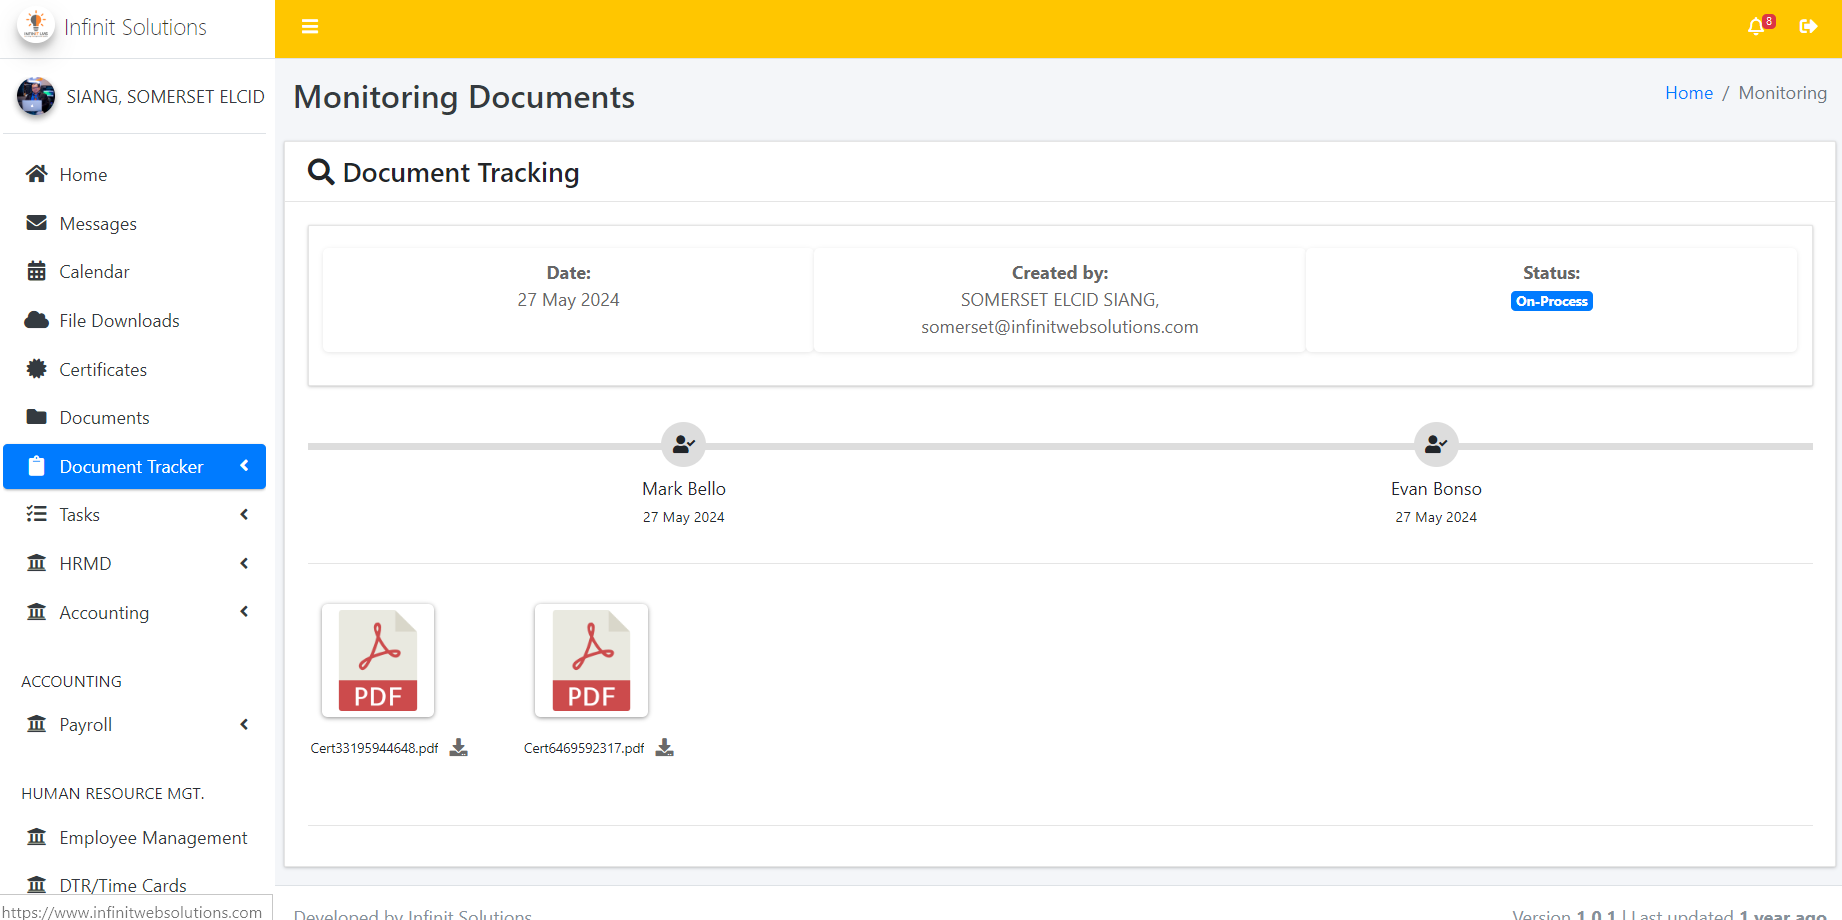 Infinit Solutions
8
SIANG, SOMERSET ELCID
Home
Messages
Calendar
File Downloads
Certificates
Documents
Document Tracker
Tasks
HRMD
Accounting
ACCOUNTING
Payroll
HUMAN RESOURCE MGT.
Employee Management
DTR/Time Cards
https://www.infinitwebsolutions.com
Monitoring Documents
Home / Monitoring
Document Tracking
Date:
27 May 2024
Created by:
SOMERSET ELCID SIANG,
somerset@infinitwebsolutions.com
Status:
On-Process
Mark Bello
27 May 2024
Evan Bonso
27 May 2024
PDF
Cert33195944648.pdf
PDF
Cert6469592317.pdf
Developed by Infinit Solutions
Version 1.0.1 | Last updated 1 year ago